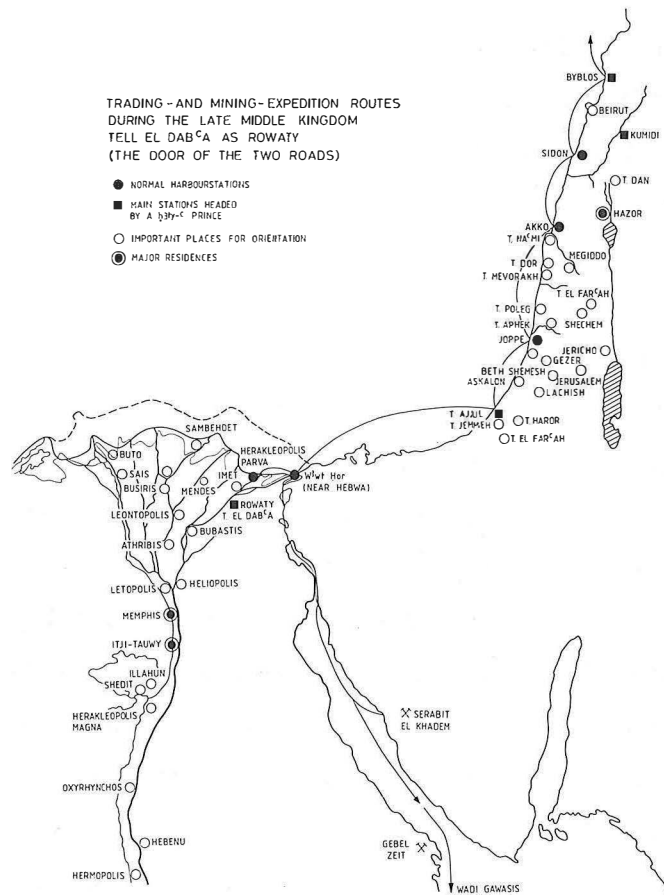 TRADING-AND MINING-EXPEDITION ROUTES
DURING THE LATE MIDDLE KINGDOM
TELL EL DABᶜA AS ROWATY
(THE DOOR OF THE TWO ROADS)
NORMAL HARBOURSTATIONS
MAIN STATIONS HEADED
BY A ḥȝty-ᶜ PRINCE
IMPORTANT PLACES FOR ORIENTATION
MAJOR RESIDENCES
BYBLOS
BEIRUT
KUMIDI
SIDON
T. DAN
HAZOR
AKKO
T. NAᶜMI
MEGIDDO
T. DOR
T. MEVORAKH
T. EL FARᶜAH
T. POLEG
T. APHEK
SHECHEM
JOPPE
JERICHO
GEZER
BETH SHEMESH
ASKALON
JERUSALEM
LACHISH
T. AJJUL
T. JEMMEH
T. HAROR
T. EL FARᶜAH
SAMBEHDET
BUTO
HERAKLEOPOLIS
PARVA
SAIS
IMET
BUSIRIS
MENDES
Wȝwt Hor
(NEAR HEBWA)
ROWATY
T. EL DABᶜA
LEONTOPOLIS
BUBASTIS
ATHRIBIS
LETOPOLIS
HELIOPOLIS
MEMPHIS
ITJI-TAUWY
ILLAHUN
SHEDIT
HERAKLEOPOLIS
MAGNA
SERABIT
EL KHADEM
OXYRHYNCHOS
HEBENU
GEBEL
ZEIT
HERMOPOLIS
WADI GAWASIS